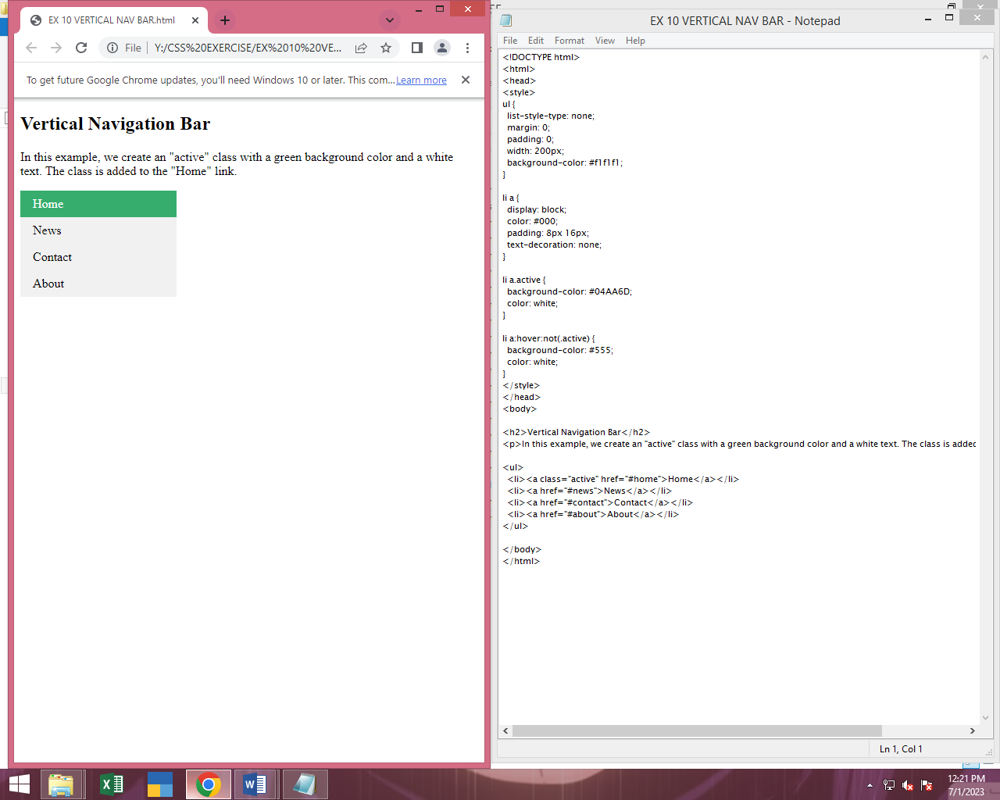 EX 10 VERTICAL NAV BAR.html
File
Y:/CSS%20EXERCISE/EX%2010%20VE...
To get future Google Chrome updates, you'll need Windows 10 or later. This com... Learn more
Vertical Navigation Bar
In this example, we create an "active" class with a green background color and a white
text. The class is added to the "Home" link.
Home
News
Contact
About
EX 10 VERTICAL NAV BAR - Notepad
File Edit Format View Help
<!DOCTYPE html>
<html>
<head>
<style>
ul {
  list-style-type: none;
  margin: 0;
  padding: 0;
  width: 200px;
  background-color: #f1f1f1;
}
li a {
  display: block;
  color: #000;
  padding: 8px 16px;
  text-decoration: none;
}
li a.active {
  background-color: #04AA6D;
  color: white;
}
li a:hover:not(.active) {
  background-color: #555;
  color: white;
}
</style>
</head>
<body>
<h2>Vertical Navigation Bar</h2>
<p>In this example, we create an "active" class with a green background color and a white text. The class is added
<ul>
  <li><a class="active" href="#home">Home</a></li>
  <li><a href="#news">News</a></li>
  <li><a href="#contact">Contact</a></li>
  <li><a href="#about">About</a></li>
</ul>
</body>
</html>
Ln 1, Col 1
12:21 PM
7/1/2023